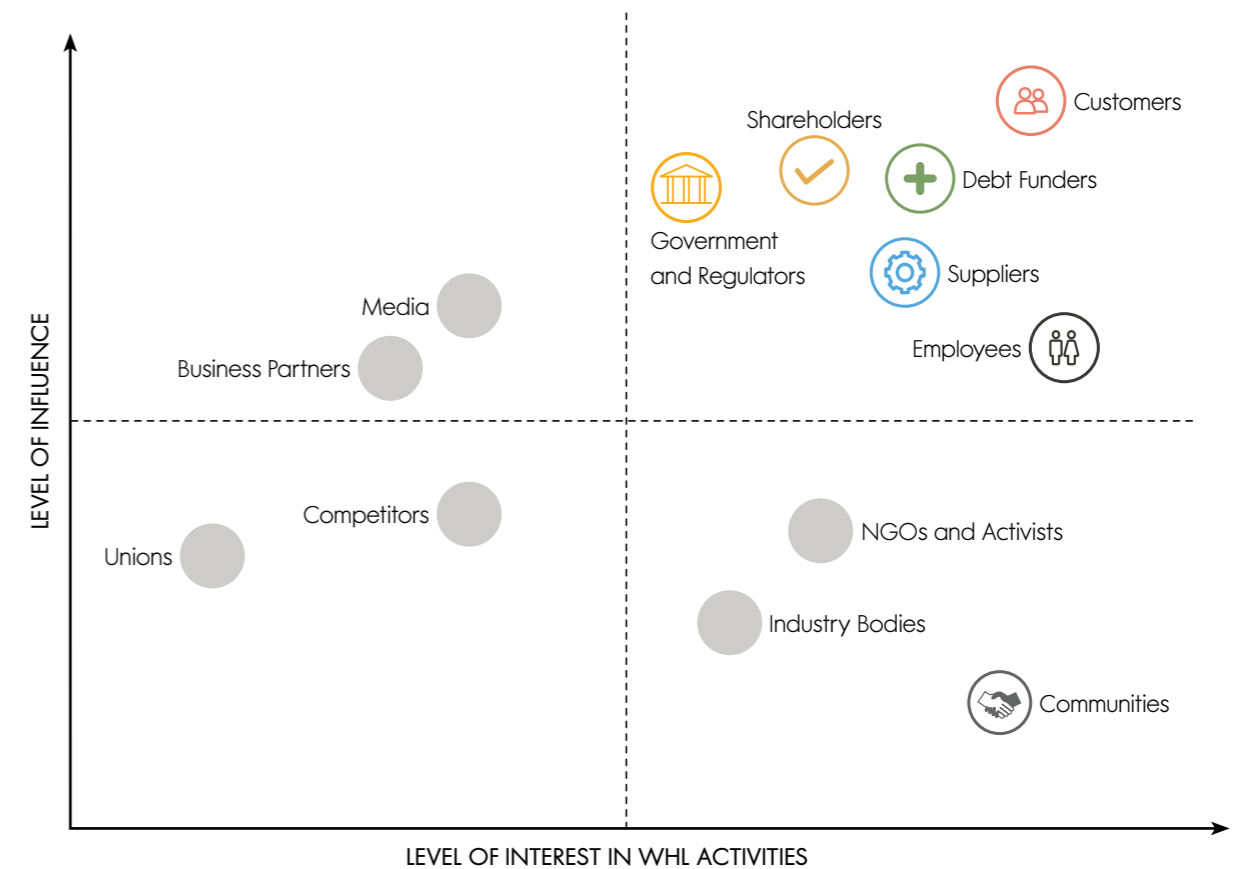 Customers
Shareholders
Debt Funders
Government
and Regulators
Suppliers
Media
Employees
Business Partners
LEVEL OF INFLUENCE
Competitors
NGOs and Activists
Unions
Industry Bodies
Communities
LEVEL OF INTEREST IN WHL ACTIVITIES